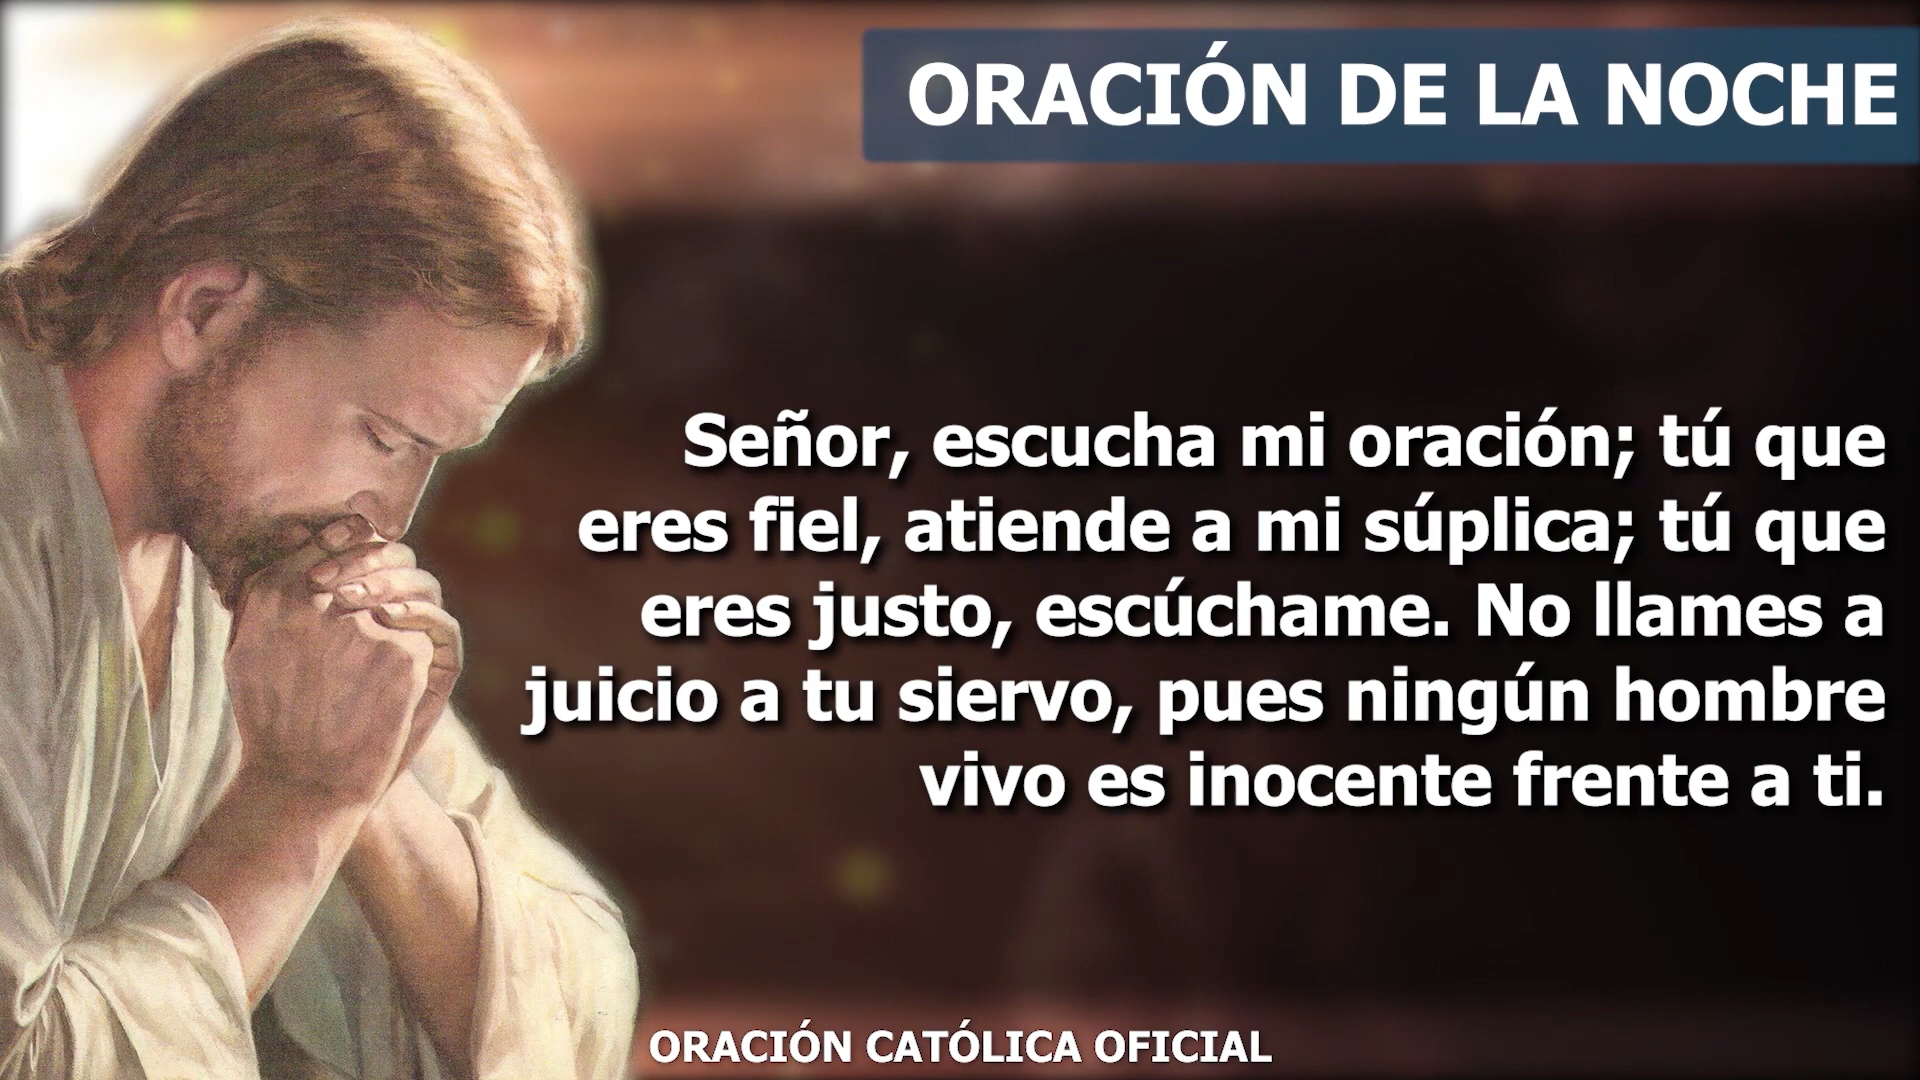 ORACIÓN DE LA NOCHE
Señor, escucha mi oración; tú que
eres fiel, atiende a mi súplica; tú que
eres justo, escúchame. No llames a
juicio a tu siervo, pues ningún hombre
vivo es inocente frente a ti.
ORACIÓN CATÓLICA OFICIAL